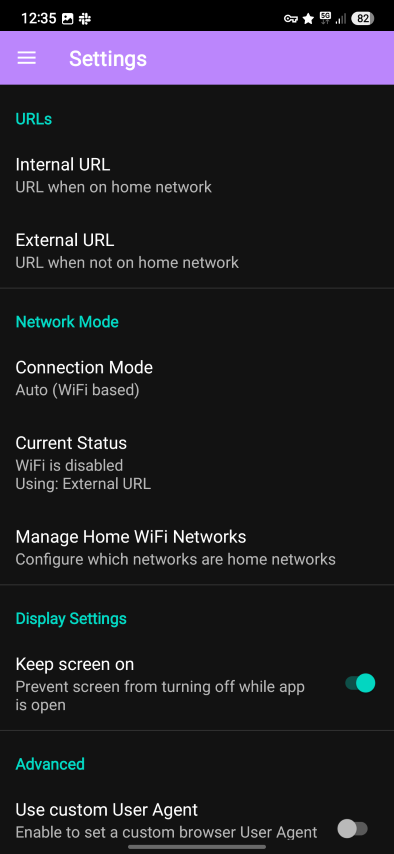 12:35
5G
82
Settings
URLs
Internal URL
URL when on home network
External URL
URL when not on home network
Network Mode
Connection Mode
Auto (WiFi based)
Current Status
WiFi is disabled
Using: External URL
Manage Home WiFi Networks
Configure which networks are home networks
Display Settings
Keep screen on
Prevent screen from turning off while app
is open
Advanced
Use custom User Agent
Enable to set a custom browser User Agent